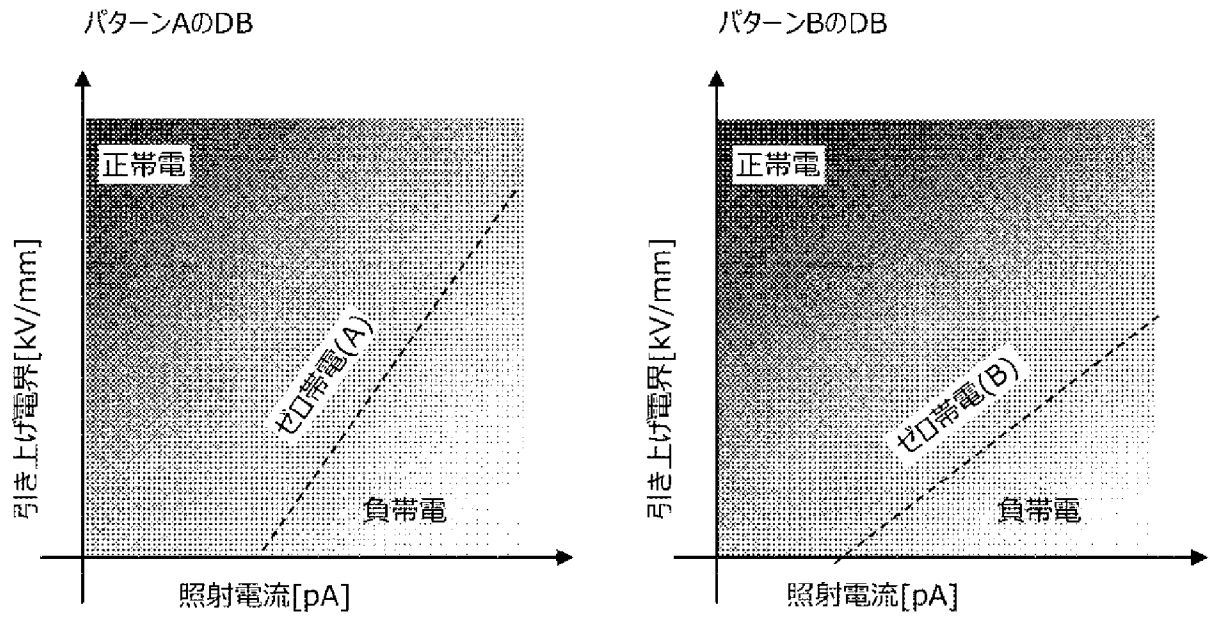 パターンAのDB
正帯電
ゼロ帯電(A)
負帯電
引き上げ電界[kV/mm]
照射電流[pA]
パターンBのDB
正帯電
ゼロ帯電(B)
負帯電
引き上げ電界[kV/mm]
照射電流[pA]